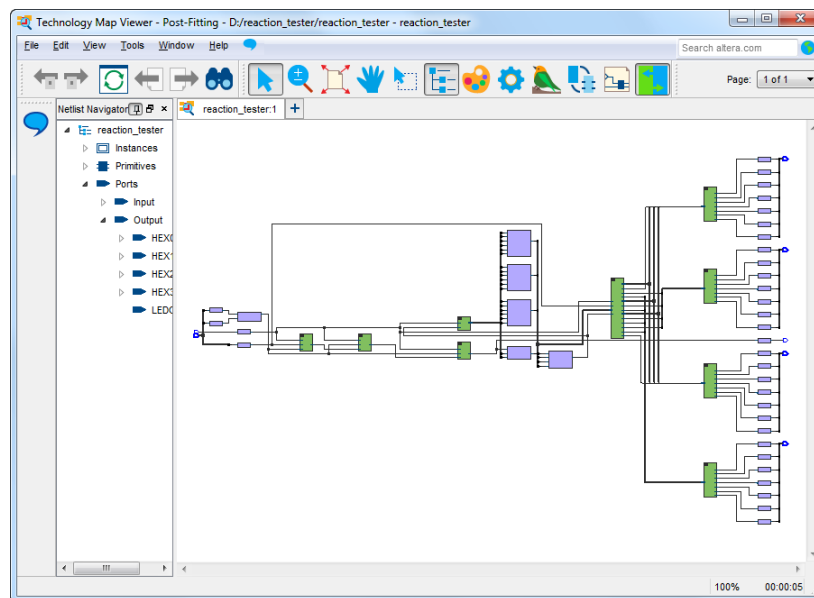 Technology Map Viewer - Post-Fitting - D:/reaction_tester/reaction_tester - reaction_tester
File Edit View Tools Window Help
Search altera.com
Page: 1 of 1
Netlist Navigator
reaction_tester:1
reaction_tester
Instances
Primitives
Ports
Input
Output
HEX0
HEX1
HEX2
HEX3
LEDG
100% 00:00:05